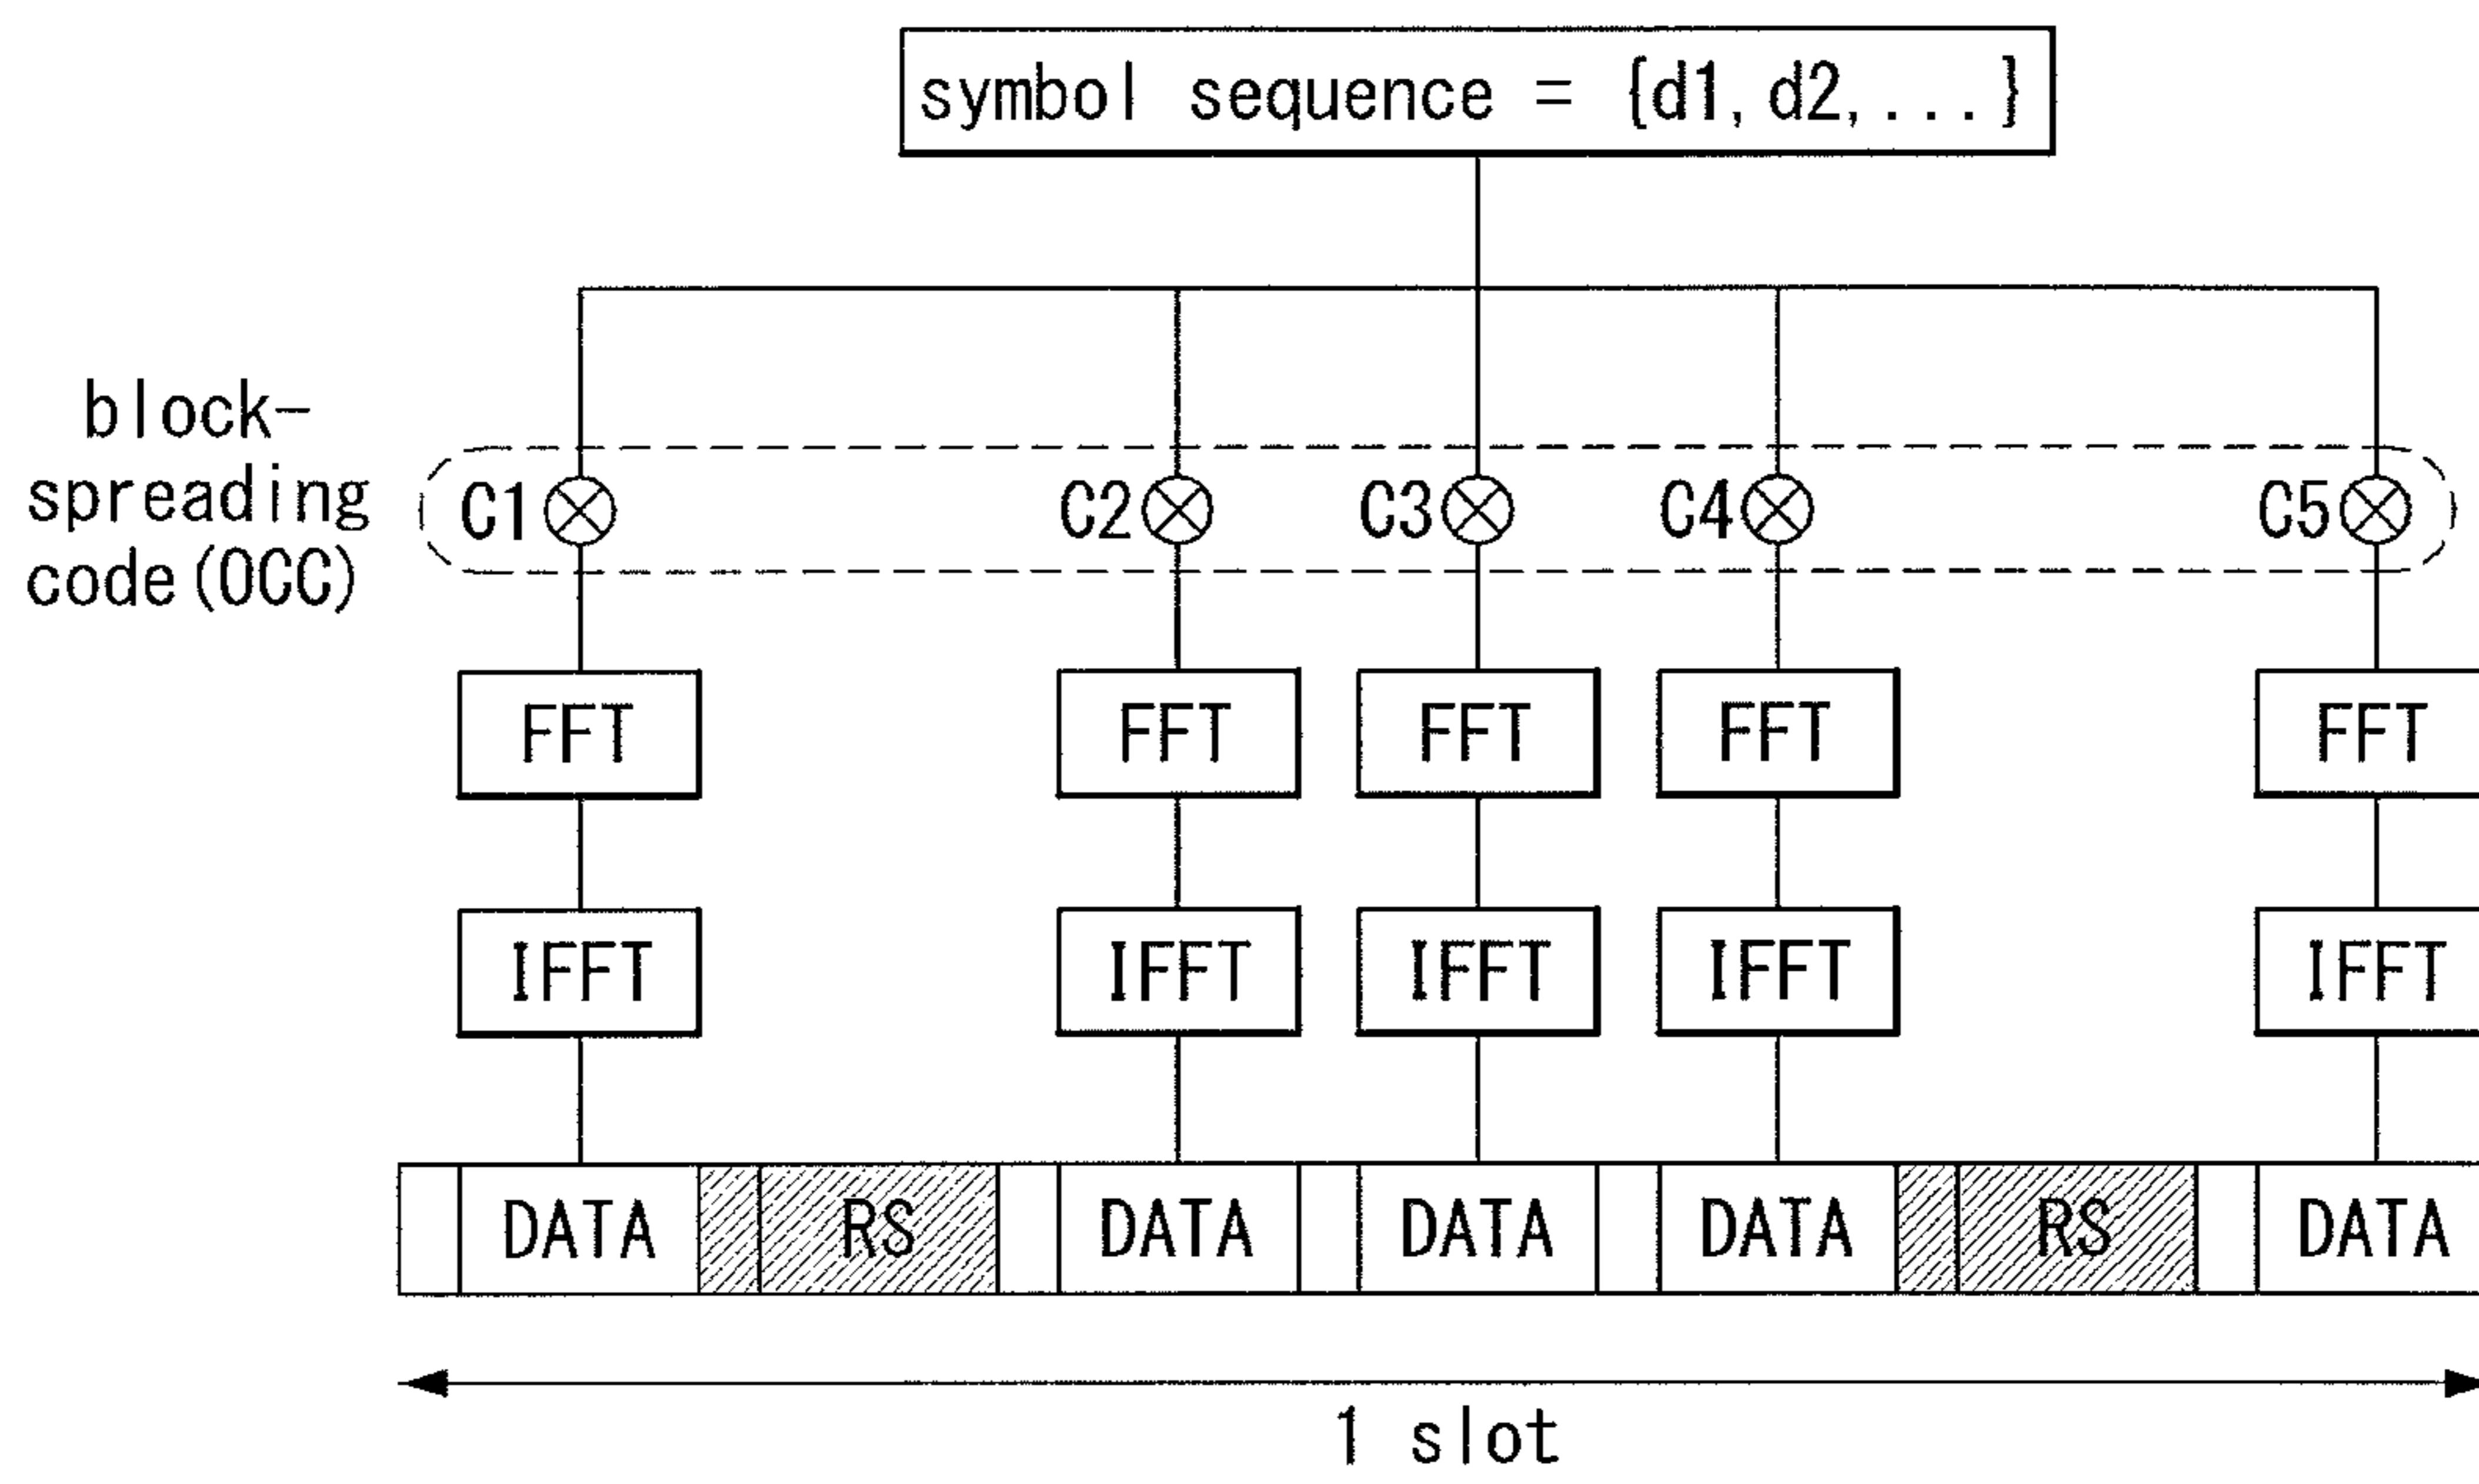 symbol sequence = {d1, d2, ... }
block-
spreading
code(OCC)
C1
C2
C3
C4
C5
FFT
FFT
FFT
FFT
FFT
IFFT
IFFT
IFFT
IFFT
IFFT
DATA
RS
DATA
DATA
DATA
RS
DATA
1 slot